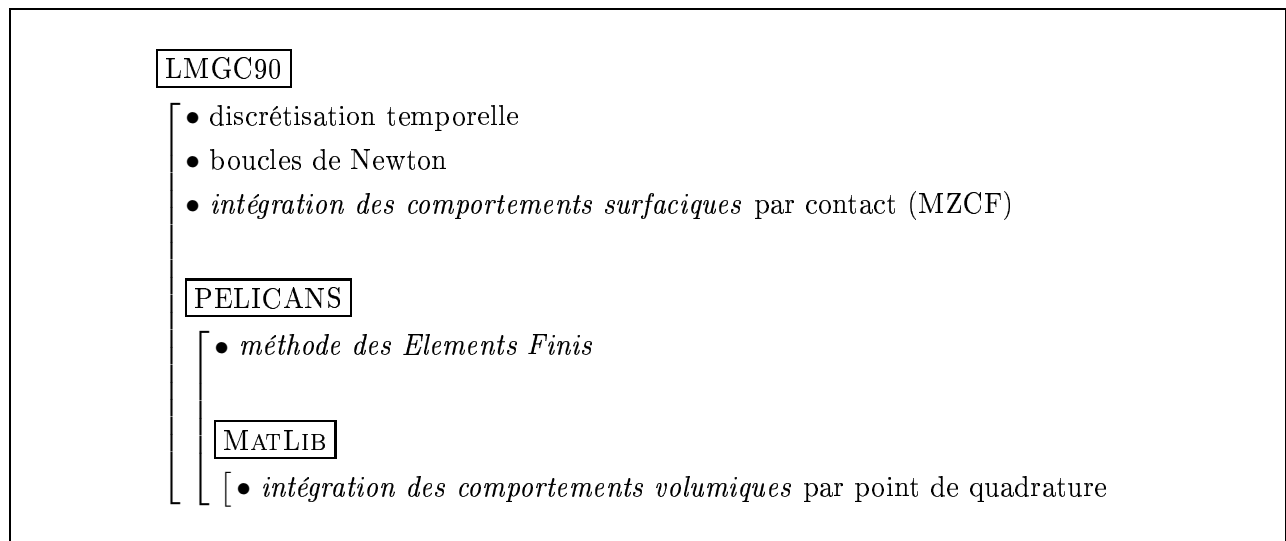 LMGC90
• discrétisation temporelle
• boucles de Newton
• intégration des comportements surfaciques par contact (MZCF)
PELICANS
• méthode des Elements Finis
MATLIB
• intégration des comportements volumiques par point de quadrature